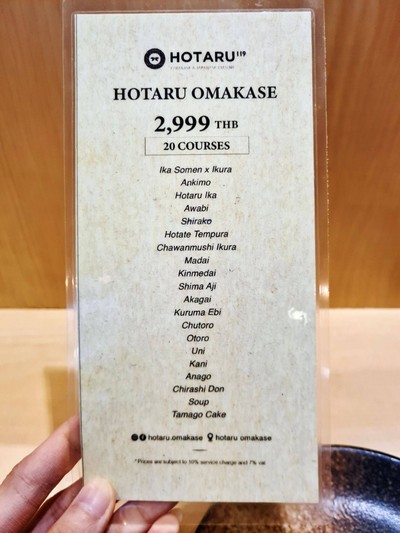 HOTARU119
HOTARU OMAKASE
2,999 THB
20 COURSES
Ika Somen x Ikura
Ankimo
Hotaru Ika
Awabi
Shirako
Hotate Tempura
Chawanmushi Ikura
Madai
Kinmedai
Shima Aji
Akagai
Kuruma Ebi
Chutoro
Otoro
Uni
Kani
Anago
Chirashi Don
Soup
Tamago Cake
hotaru.omakase hotaru omakase
*Prices are subject to 10% service charge and 7% vat